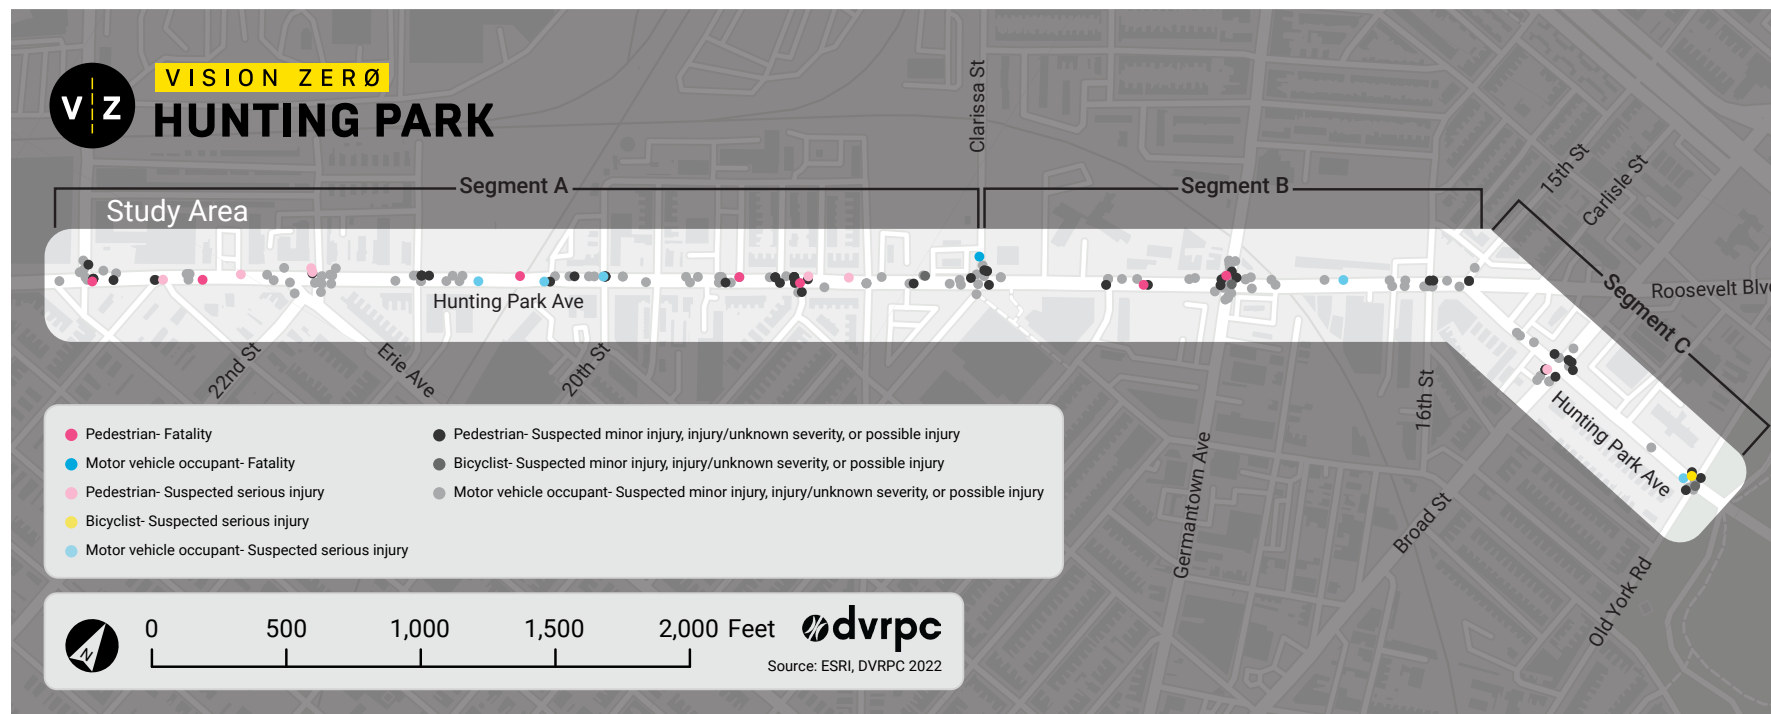 V Z
VISION ZERØ
HUNTING PARK
Clarissa St
15th St
Carlisle St
Segment A
Segment B
Study Area
Segment C
Roosevelt Blv
Hunting Park Ave
22nd St
Erie Ave
20th St
16th St
Hunting Park Ave
Germantown Ave
Broad St
Old York Rd
Pedestrian- Fatality
Motor vehicle occupant- Fatality
Pedestrian- Suspected serious injury
Bicyclist- Suspected serious injury
Motor vehicle occupant- Suspected serious injury
Pedestrian- Suspected minor injury, injury/unknown severity, or possible injury
Bicyclist- Suspected minor injury, injury/unknown severity, or possible injury
Motor vehicle occupant- Suspected minor injury, injury/unknown severity, or possible injury
N
0 500 1,000 1,500 2,000 Feet
dvrpc
Source: ESRI, DVRPC 2022